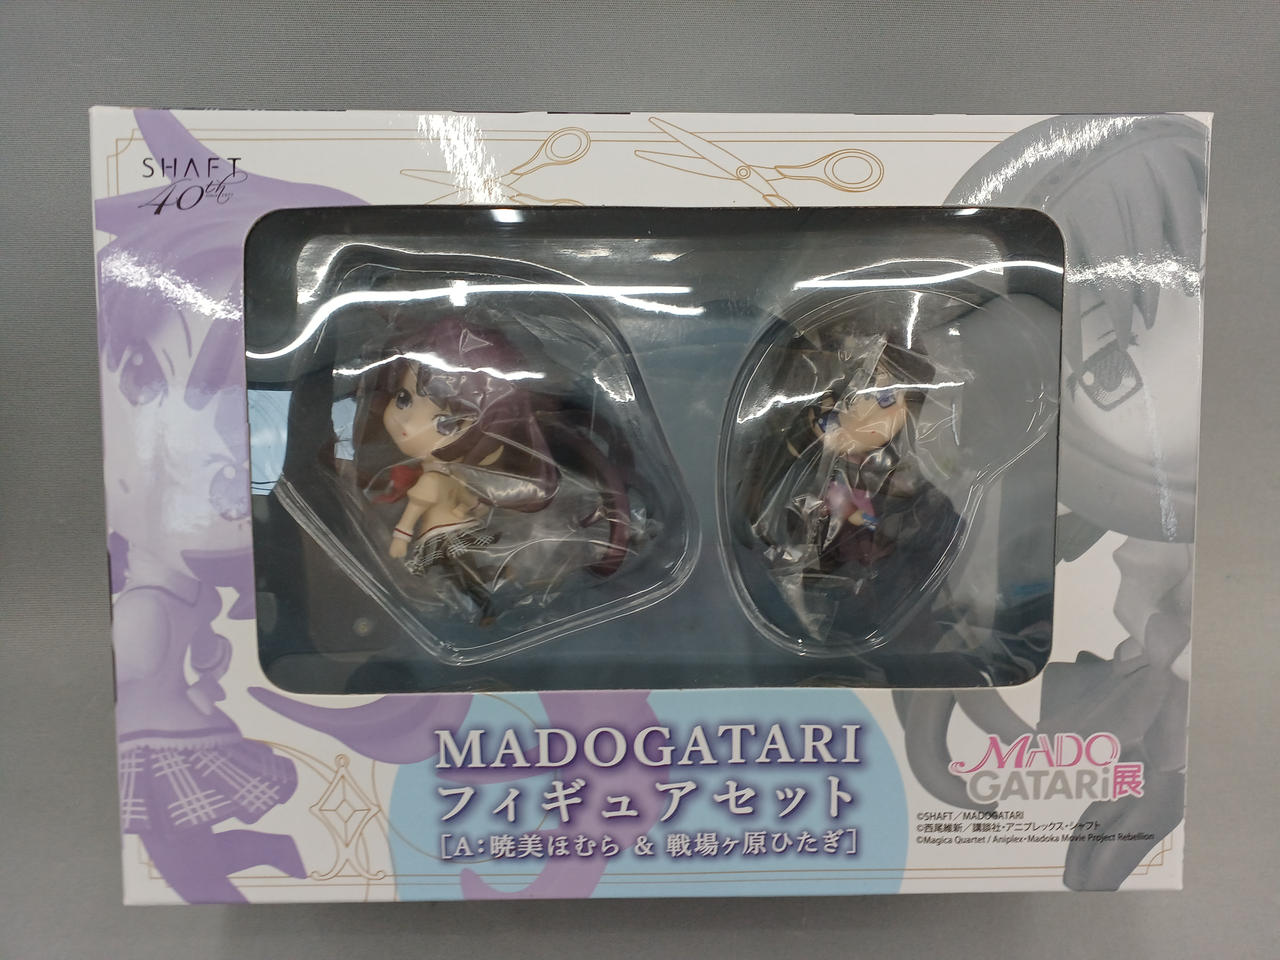 SHAFT
40th
MADOGATARI
フィギュアセット
[A:暁美ほむら & 戦場ヶ原ひたぎ]
MADO
GATARi展
©SHAFT／MADOGATARI
©西尾維新／講談社・アニプレックス・シャフト
©Magica Quartet / Aniplex・Madoka Movie Project Rebellion